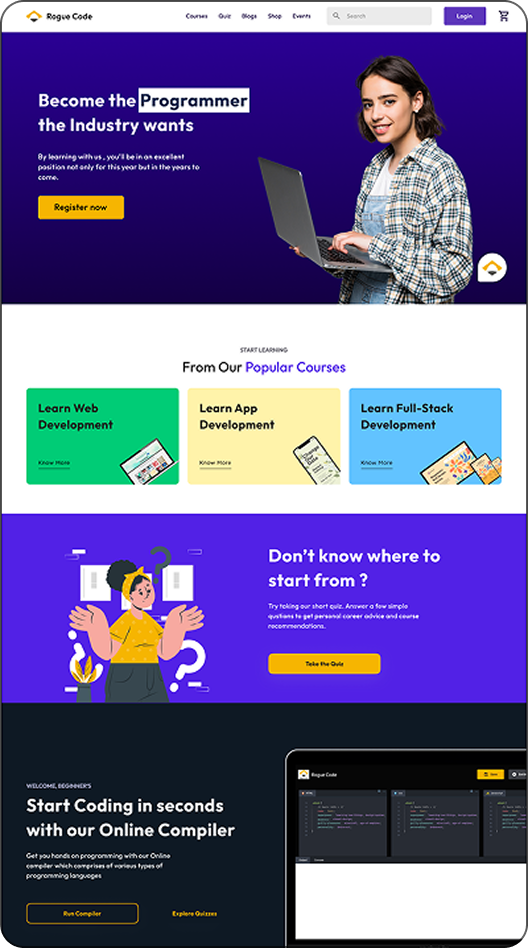 Rogue Code
Courses Quiz Blogs Shop Events
Search
Login
Become the Programmer
the Industry wants
By learning with us , you'll be in an excellent
position not only for this year but in the years to
come.
Register now
START LEARNING
From Our Popular Courses
Learn Web
Development
Know More
Learn App
Development
Know More
Learn Full-Stack
Development
Know More
Don't know where to
start from ?
Try taking our short quiz. Answer a few simple
qustions to get personal career advice and course
recommendations.
Take the Quiz
WELCOME, BEGINNER'S
Start Coding in seconds
with our Online Compiler
Get you hands on programming with our Online
compiler which comprises of various types of
programming languages
Run Compiler
Explore Quizzes
Rogue Code
Save